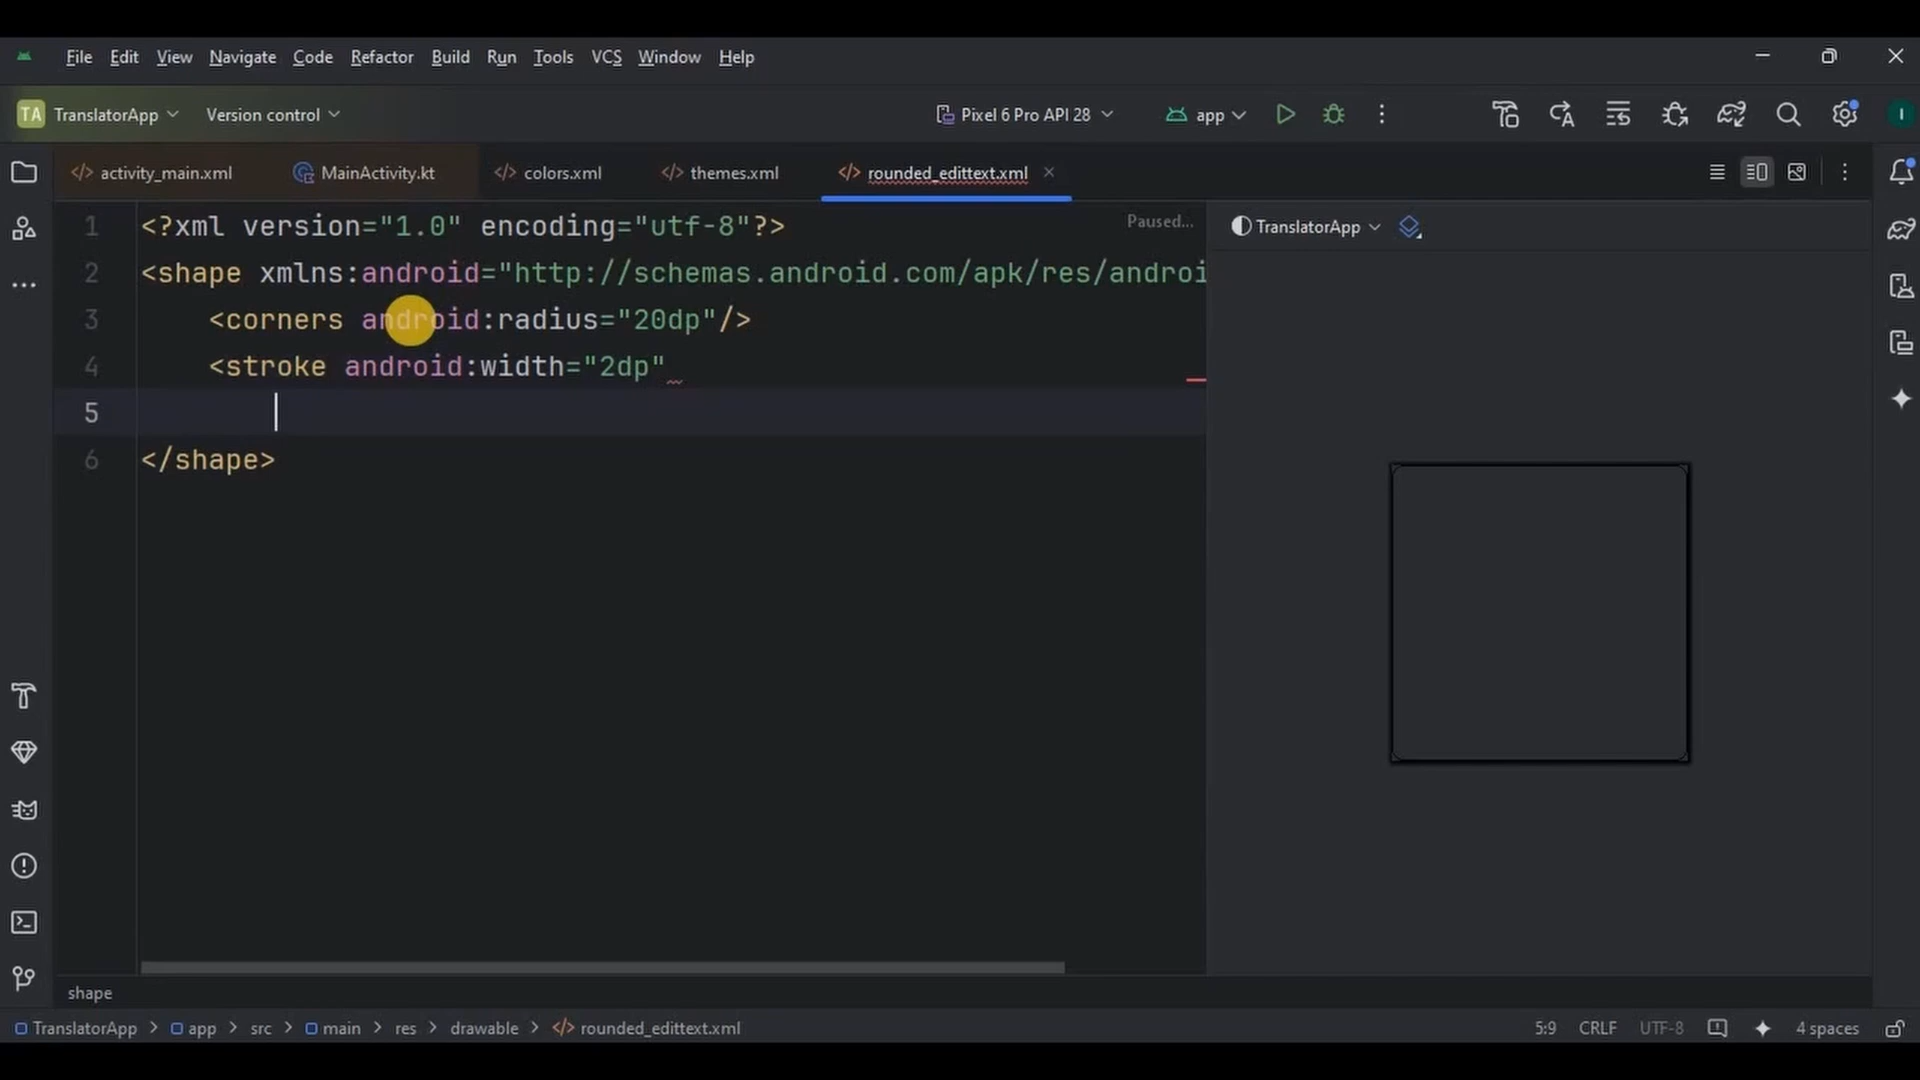 File Edit View Navigate Code Refactor Build Run Tools VCS Window Help
TA TranslatorApp Version control Pixel 6 Pro API 28 app I
activity_main.xml MainActivity.kt colors.xml themes.xml rounded_edittext.xml
1 <?xml version="1.0" encoding="utf-8"?> Paused... TranslatorApp
2 <shape xmlns:android="http://schemas.android.com/apk/res/androi
3 <corners android:radius="20dp"/>
4 <stroke android:width="2dp"
5
6 </shape>
shape
TranslatorApp > app > src > main > res > drawable > rounded_edittext.xml 5:9 CRLF UTF-8 4 spaces